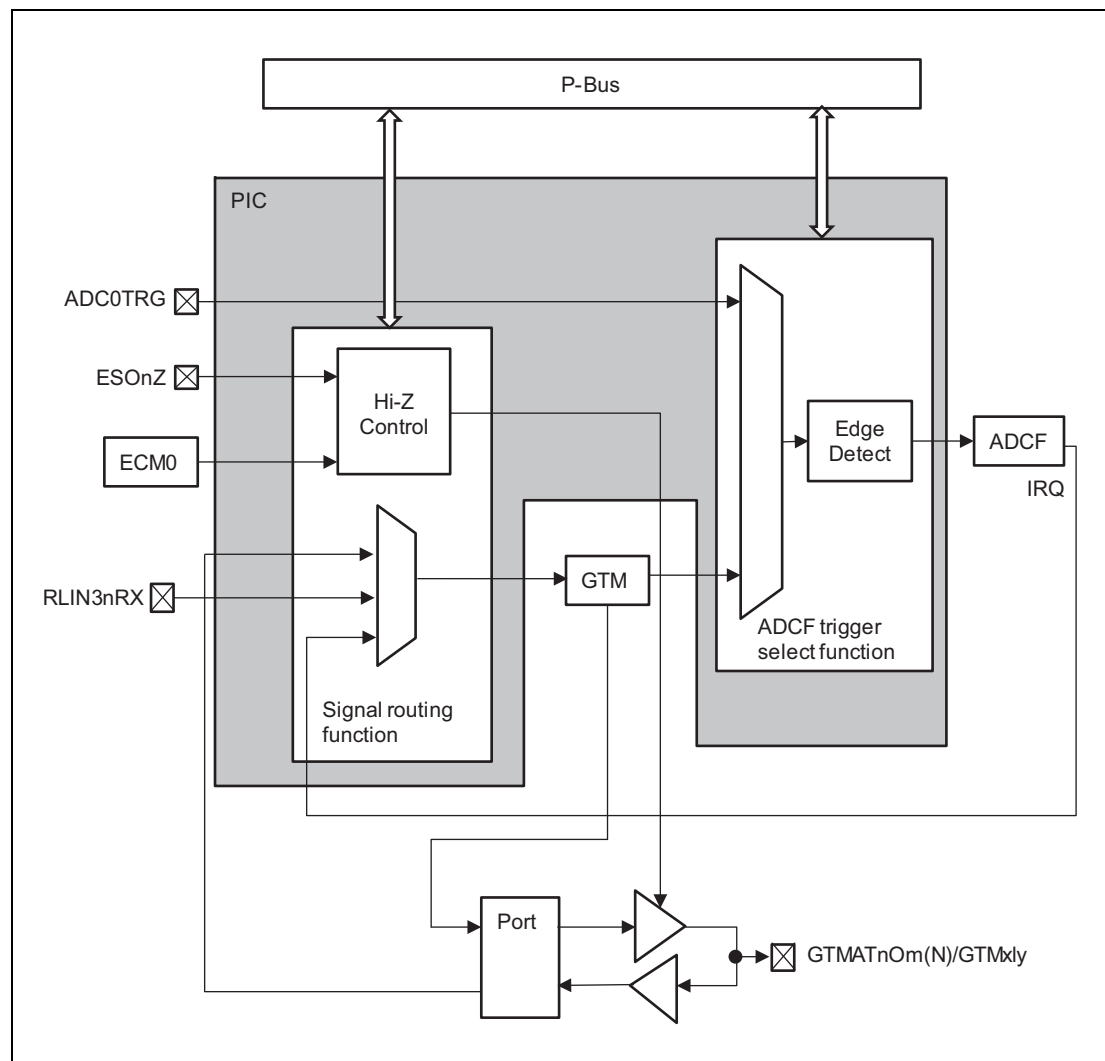 P-Bus
PIC
ADC0TRG
ESOnZ
Hi-Z
Control
ECM0
Edge
Detect
ADCF
IRQ
RLIN3nRX
GTM
ADCF trigger
select function
Signal routing
function
Port
GTMATnOm(N)/GTMxIy